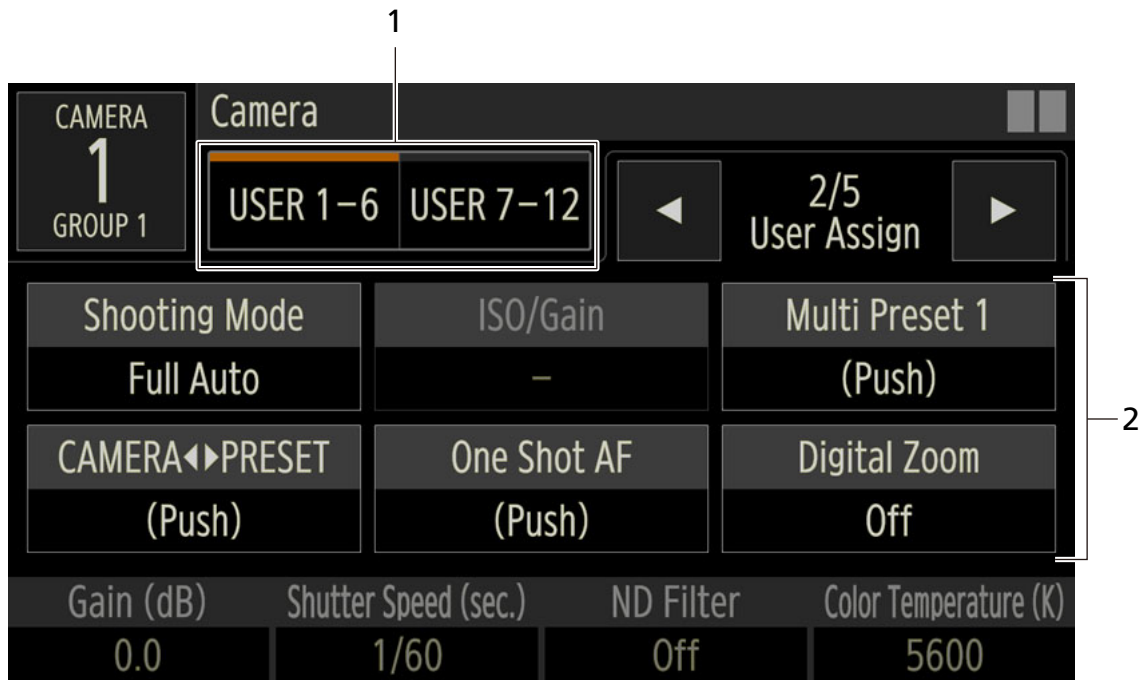 1
CAMERA
1
GROUP 1
Camera
USER 1–6 USER 7–12
◀ 2/5 ▶
User Assign
Shooting Mode ISO/Gain Multi Preset 1
Full Auto – (Push)
2
CAMERA◀▶PRESET One Shot AF Digital Zoom
(Push) (Push) Off
Gain (dB) Shutter Speed (sec.) ND Filter Color Temperature (K)
0.0 1/60 Off 5600